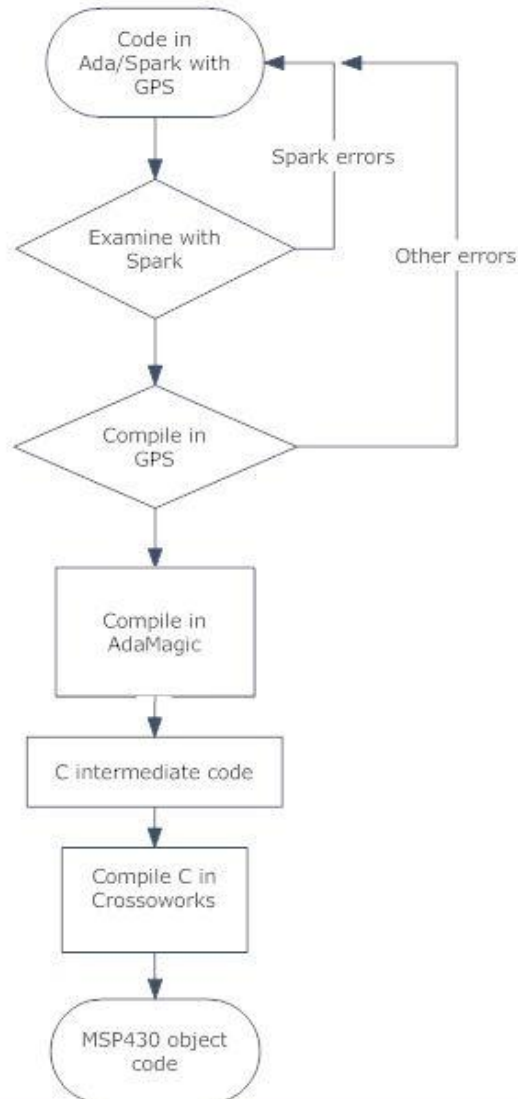 Code in
Ada/Spark with
GPS
Spark errors
Examine with
Spark
Other errors
Compile in
GPS
Compile in
AdaMagic
C intermediate code
Compile C in
Crossoworks
MSP430 object
code